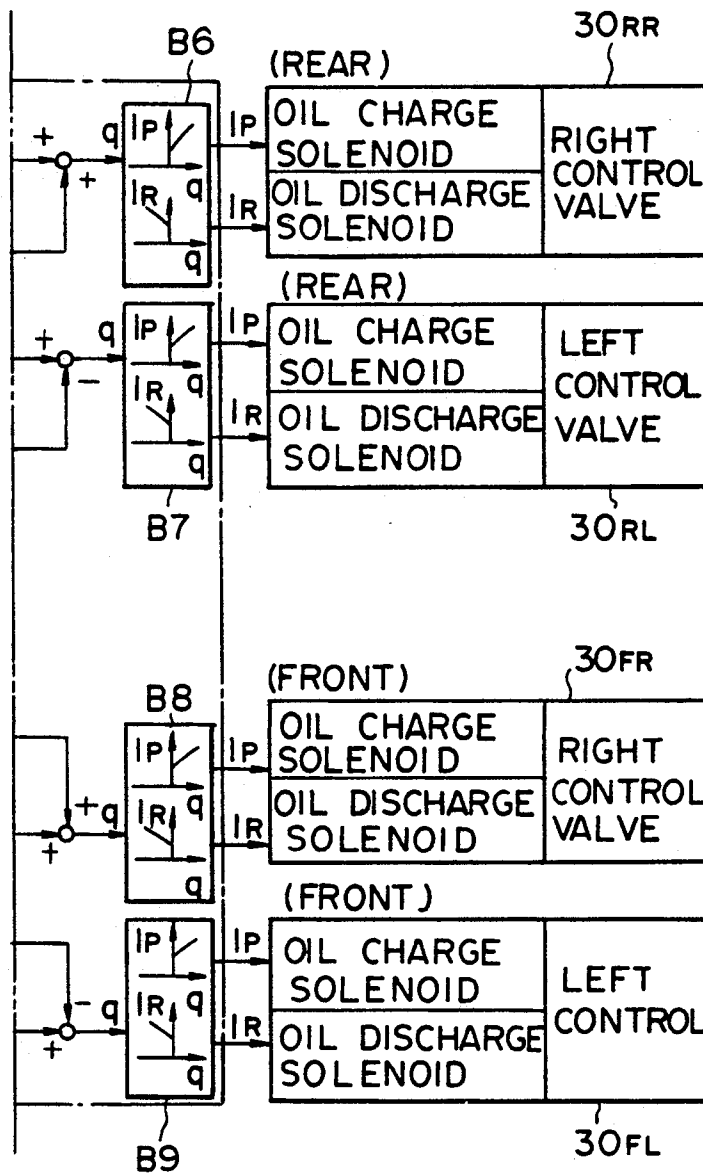 B6
30RR
(REAR)
+
+
q
IP
q
IR
q
IP
IR
OIL CHARGE
SOLENOID
OIL DISCHARGE
SOLENOID
RIGHT
CONTROL
VALVE
(REAR)
+
−
q
IP
q
IR
q
IP
IR
OIL CHARGE
SOLENOID
OIL DISCHARGE
SOLENOID
LEFT
CONTROL
VALVE
B7
30RL
30FR
(FRONT)
B8
+
+
q
IP
q
IR
q
IP
IR
OIL CHARGE
SOLENOID
OIL DISCHARGE
SOLENOID
RIGHT
CONTROL
VALVE
(FRONT)
−
+
q
IP
q
IR
q
IP
IR
OIL CHARGE
SOLENOID
OIL DISCHARGE
SOLENOID
LEFT
CONTROL
B9
30FL